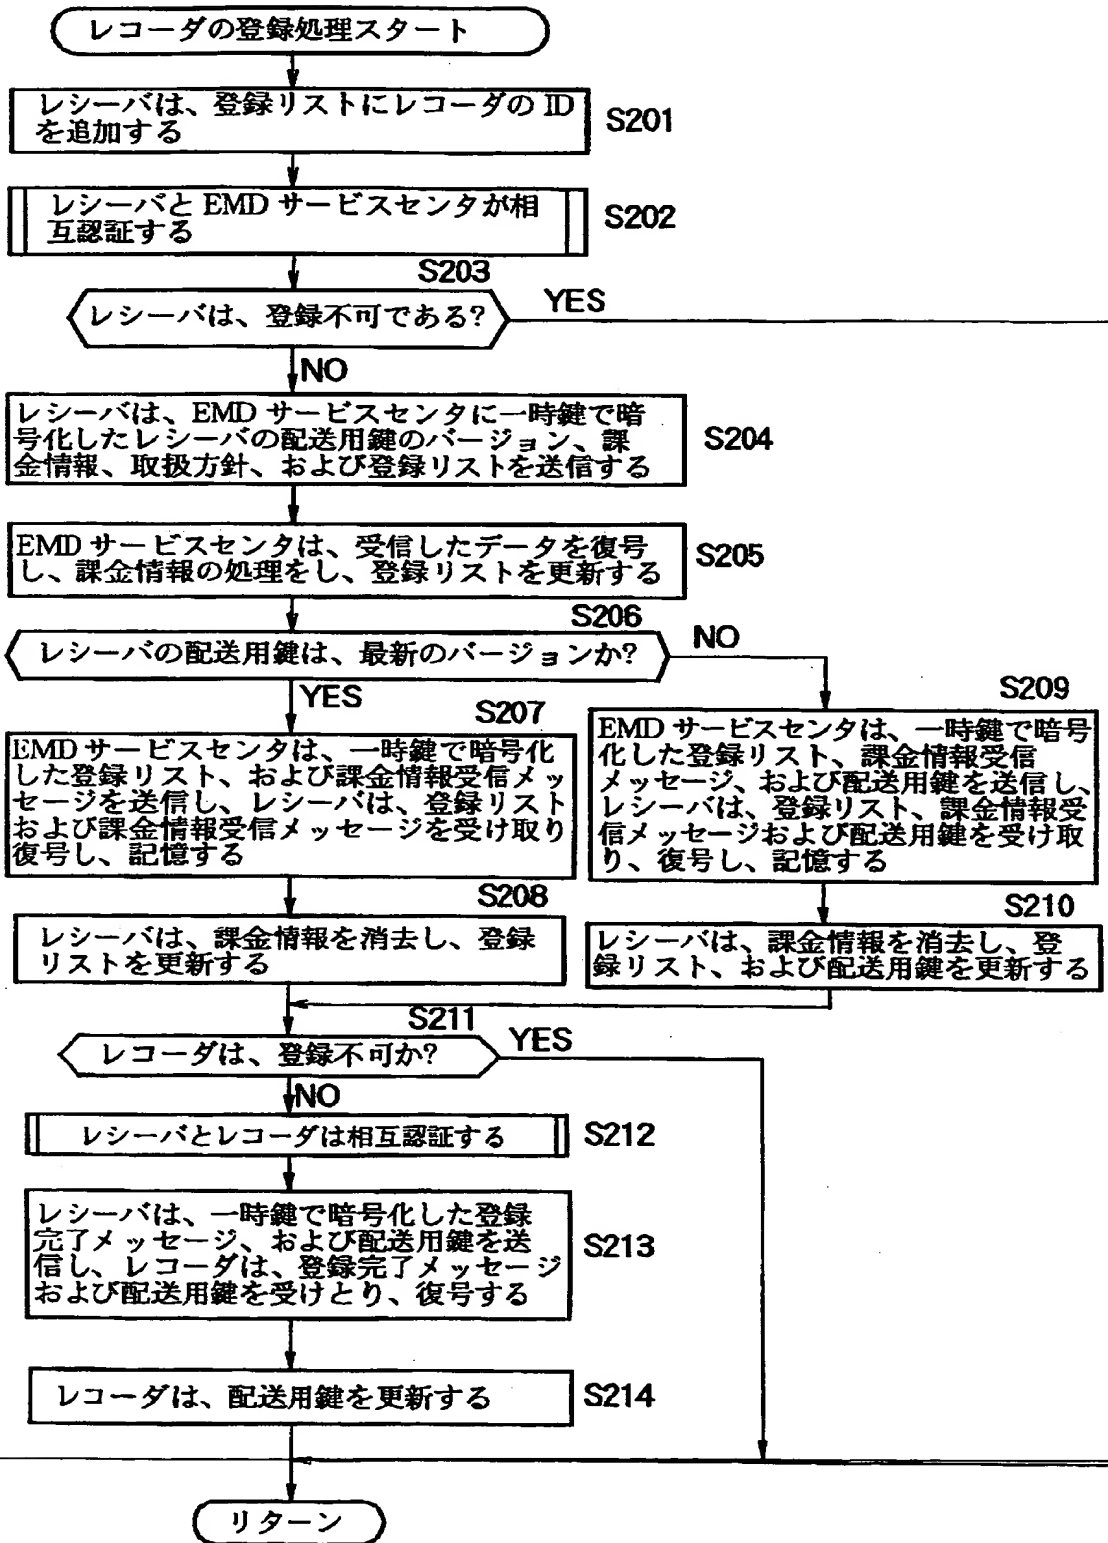 レコーダの登録処理スタート
レシーバは、登録リストにレコーダの ID
を追加する
S201
レシーバと EMD サービスセンタが相
互認証する
S202
S203
レシーバは、登録不可である?
YES
NO
レシーバは、EMD サービスセンタに一時鍵で暗
号化したレシーバの配送用鍵のバージョン、課
金情報、取扱方針、および登録リストを送信する
S204
EMD サービスセンタは、受信したデータを復号
し、課金情報の処理をし、登録リストを更新する
S205
S206
レシーバの配送用鍵は、最新のバージョンか?
NO
YES
S207
EMD サービスセンタは、一時鍵で暗号化
した登録リスト、および課金情報受信メッ
セージを送信し、レシーバは、登録リスト
および課金情報受信メッセージを受け取り
復号し、記憶する
S209
EMD サービスセンタは、一時鍵で暗号
化した登録リスト、課金情報受信
メッセージ、および配送用鍵を送信し、
レシーバは、登録リスト、課金情報受
信メッセージおよび配送用鍵を受け取
り、復号し、記憶する
S208
レシーバは、課金情報を消去し、登録
リストを更新する
S210
レシーバは、課金情報を消去し、登
録リスト、および配送用鍵を更新する
S211
レコーダは、登録不可か?
YES
NO
レシーバとレコーダは相互認証する
S212
レシーバは、一時鍵で暗号化した登録
完了メッセージ、および配送用鍵を送
信し、レコーダは、登録完了メッセージ
および配送用鍵を受けとり、復号する
S213
レコーダは、配送用鍵を更新する
S214
リターン